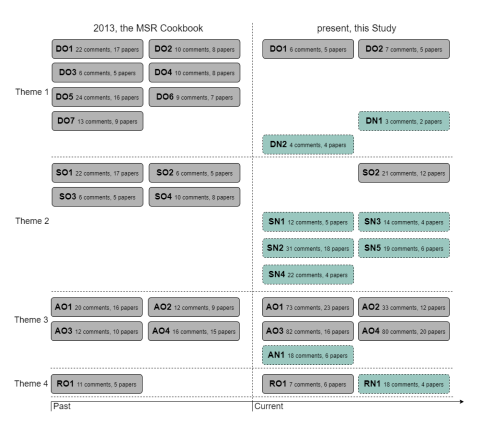 2013, the MSR Cookbook present, this Study
DO1 22 comments, 17 papers DO2 10 comments, 8 papers DO1 6 comments, 5 papers DO2 7 comments, 5 papers
DO3 6 comments, 5 papers DO4 10 comments, 8 papers
Theme 1
DO5 24 comments, 16 papers DO6 9 comments, 7 papers
DO7 13 comments, 9 papers DN1 3 comments, 2 papers
DN2 4 comments, 4 papers
SO1 22 comments, 17 papers SO2 6 comments, 5 papers SO2 21 comments, 12 papers
SO3 6 comments, 5 papers SO4 10 comments, 8 papers
Theme 2 SN1 12 comments, 5 papers SN3 14 comments, 4 papers
SN2 31 comments, 18 papers SN5 19 comments, 6 papers
SN4 22 comments, 4 papers
AO1 20 comments, 16 papers AO2 12 comments, 9 papers AO1 73 comments, 23 papers AO2 33 comments, 12 papers
Theme 3
AO3 12 comments, 10 papers AO4 16 comments, 15 papers AO3 82 comments, 16 papers AO4 80 comments, 20 papers
AN1 18 comments, 6 papers
Theme 4 RO1 11 comments, 5 papers RO1 7 comments, 6 papers RN1 18 comments, 4 papers
Past Current